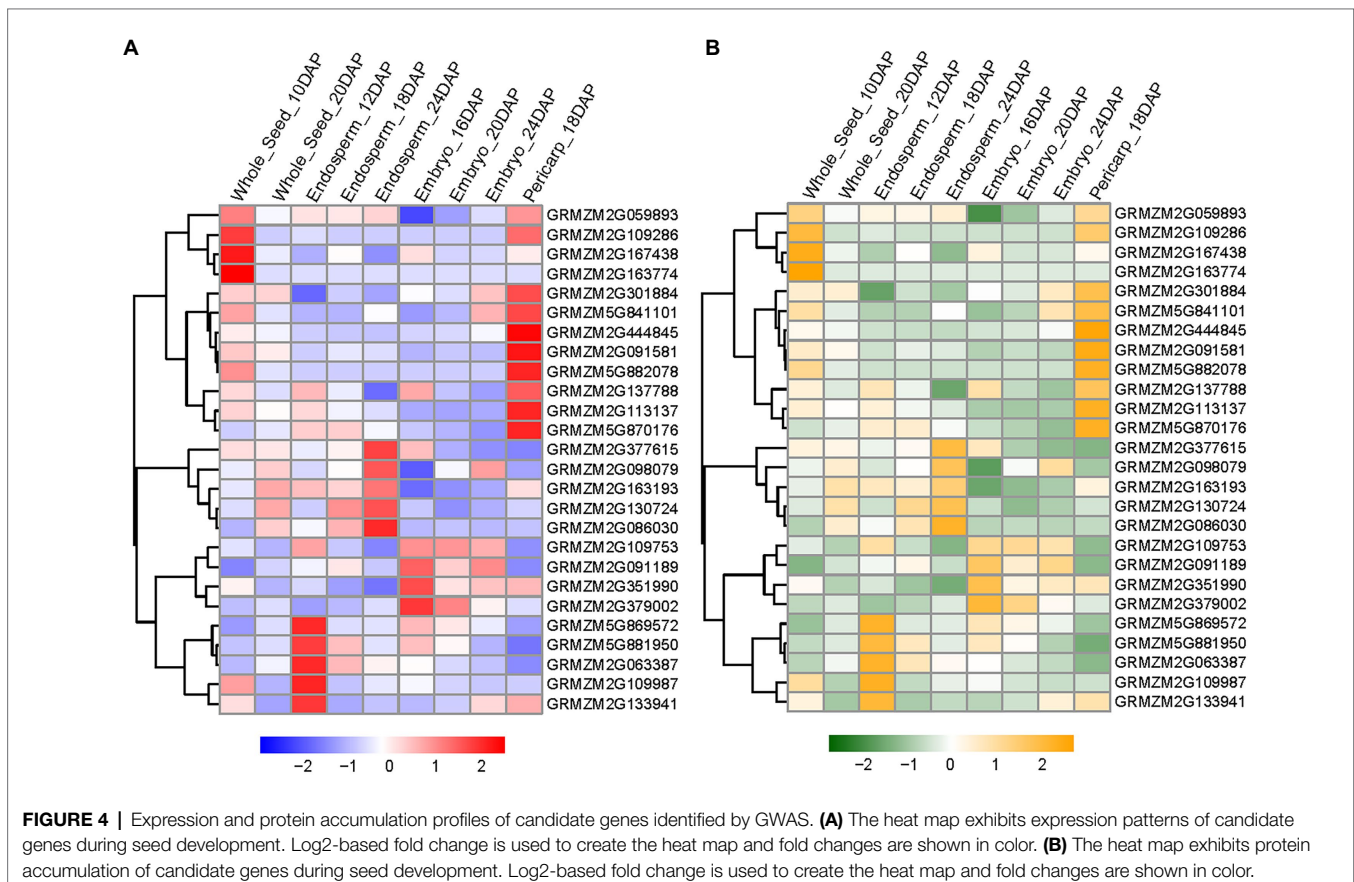 A
B
Whole_Seed_10DAP
Whole_Seed_20DAP
Endosperm_12DAP
Endosperm_18DAP
Endosperm_24DAP
Embryo_16DAP
Embryo_20DAP
Embryo_24DAP
Pericarp_18DAP
Whole_Seed_10DAP
Whole_Seed_20DAP
Endosperm_12DAP
Endosperm_18DAP
Endosperm_24DAP
Embryo_16DAP
Embryo_20DAP
Embryo_24DAP
Pericarp_18DAP
GRMZM2G059893
GRMZM2G109286
GRMZM2G167438
GRMZM2G163774
GRMZM2G301884
GRMZM5G841101
GRMZM2G444845
GRMZM2G091581
GRMZM5G882078
GRMZM2G137788
GRMZM2G113137
GRMZM5G870176
GRMZM2G377615
GRMZM2G098079
GRMZM2G163193
GRMZM2G130724
GRMZM2G086030
GRMZM2G109753
GRMZM2G091189
GRMZM2G351990
GRMZM2G379002
GRMZM5G869572
GRMZM5G881950
GRMZM2G063387
GRMZM2G109987
GRMZM2G133941
−2 −1 0 1 2
GRMZM2G059893
GRMZM2G109286
GRMZM2G167438
GRMZM2G163774
GRMZM2G301884
GRMZM5G841101
GRMZM2G444845
GRMZM2G091581
GRMZM5G882078
GRMZM2G137788
GRMZM2G113137
GRMZM5G870176
GRMZM2G377615
GRMZM2G098079
GRMZM2G163193
GRMZM2G130724
GRMZM2G086030
GRMZM2G109753
GRMZM2G091189
GRMZM2G351990
GRMZM2G379002
GRMZM5G869572
GRMZM5G881950
GRMZM2G063387
GRMZM2G109987
GRMZM2G133941
−2 −1 0 1 2
FIGURE 4 | Expression and protein accumulation profiles of candidate genes identified by GWAS. (A) The heat map exhibits expression patterns of candidate
genes during seed development. Log2-based fold change is used to create the heat map and fold changes are shown in color. (B) The heat map exhibits protein
accumulation of candidate genes during seed development. Log2-based fold change is used to create the heat map and fold changes are shown in color.